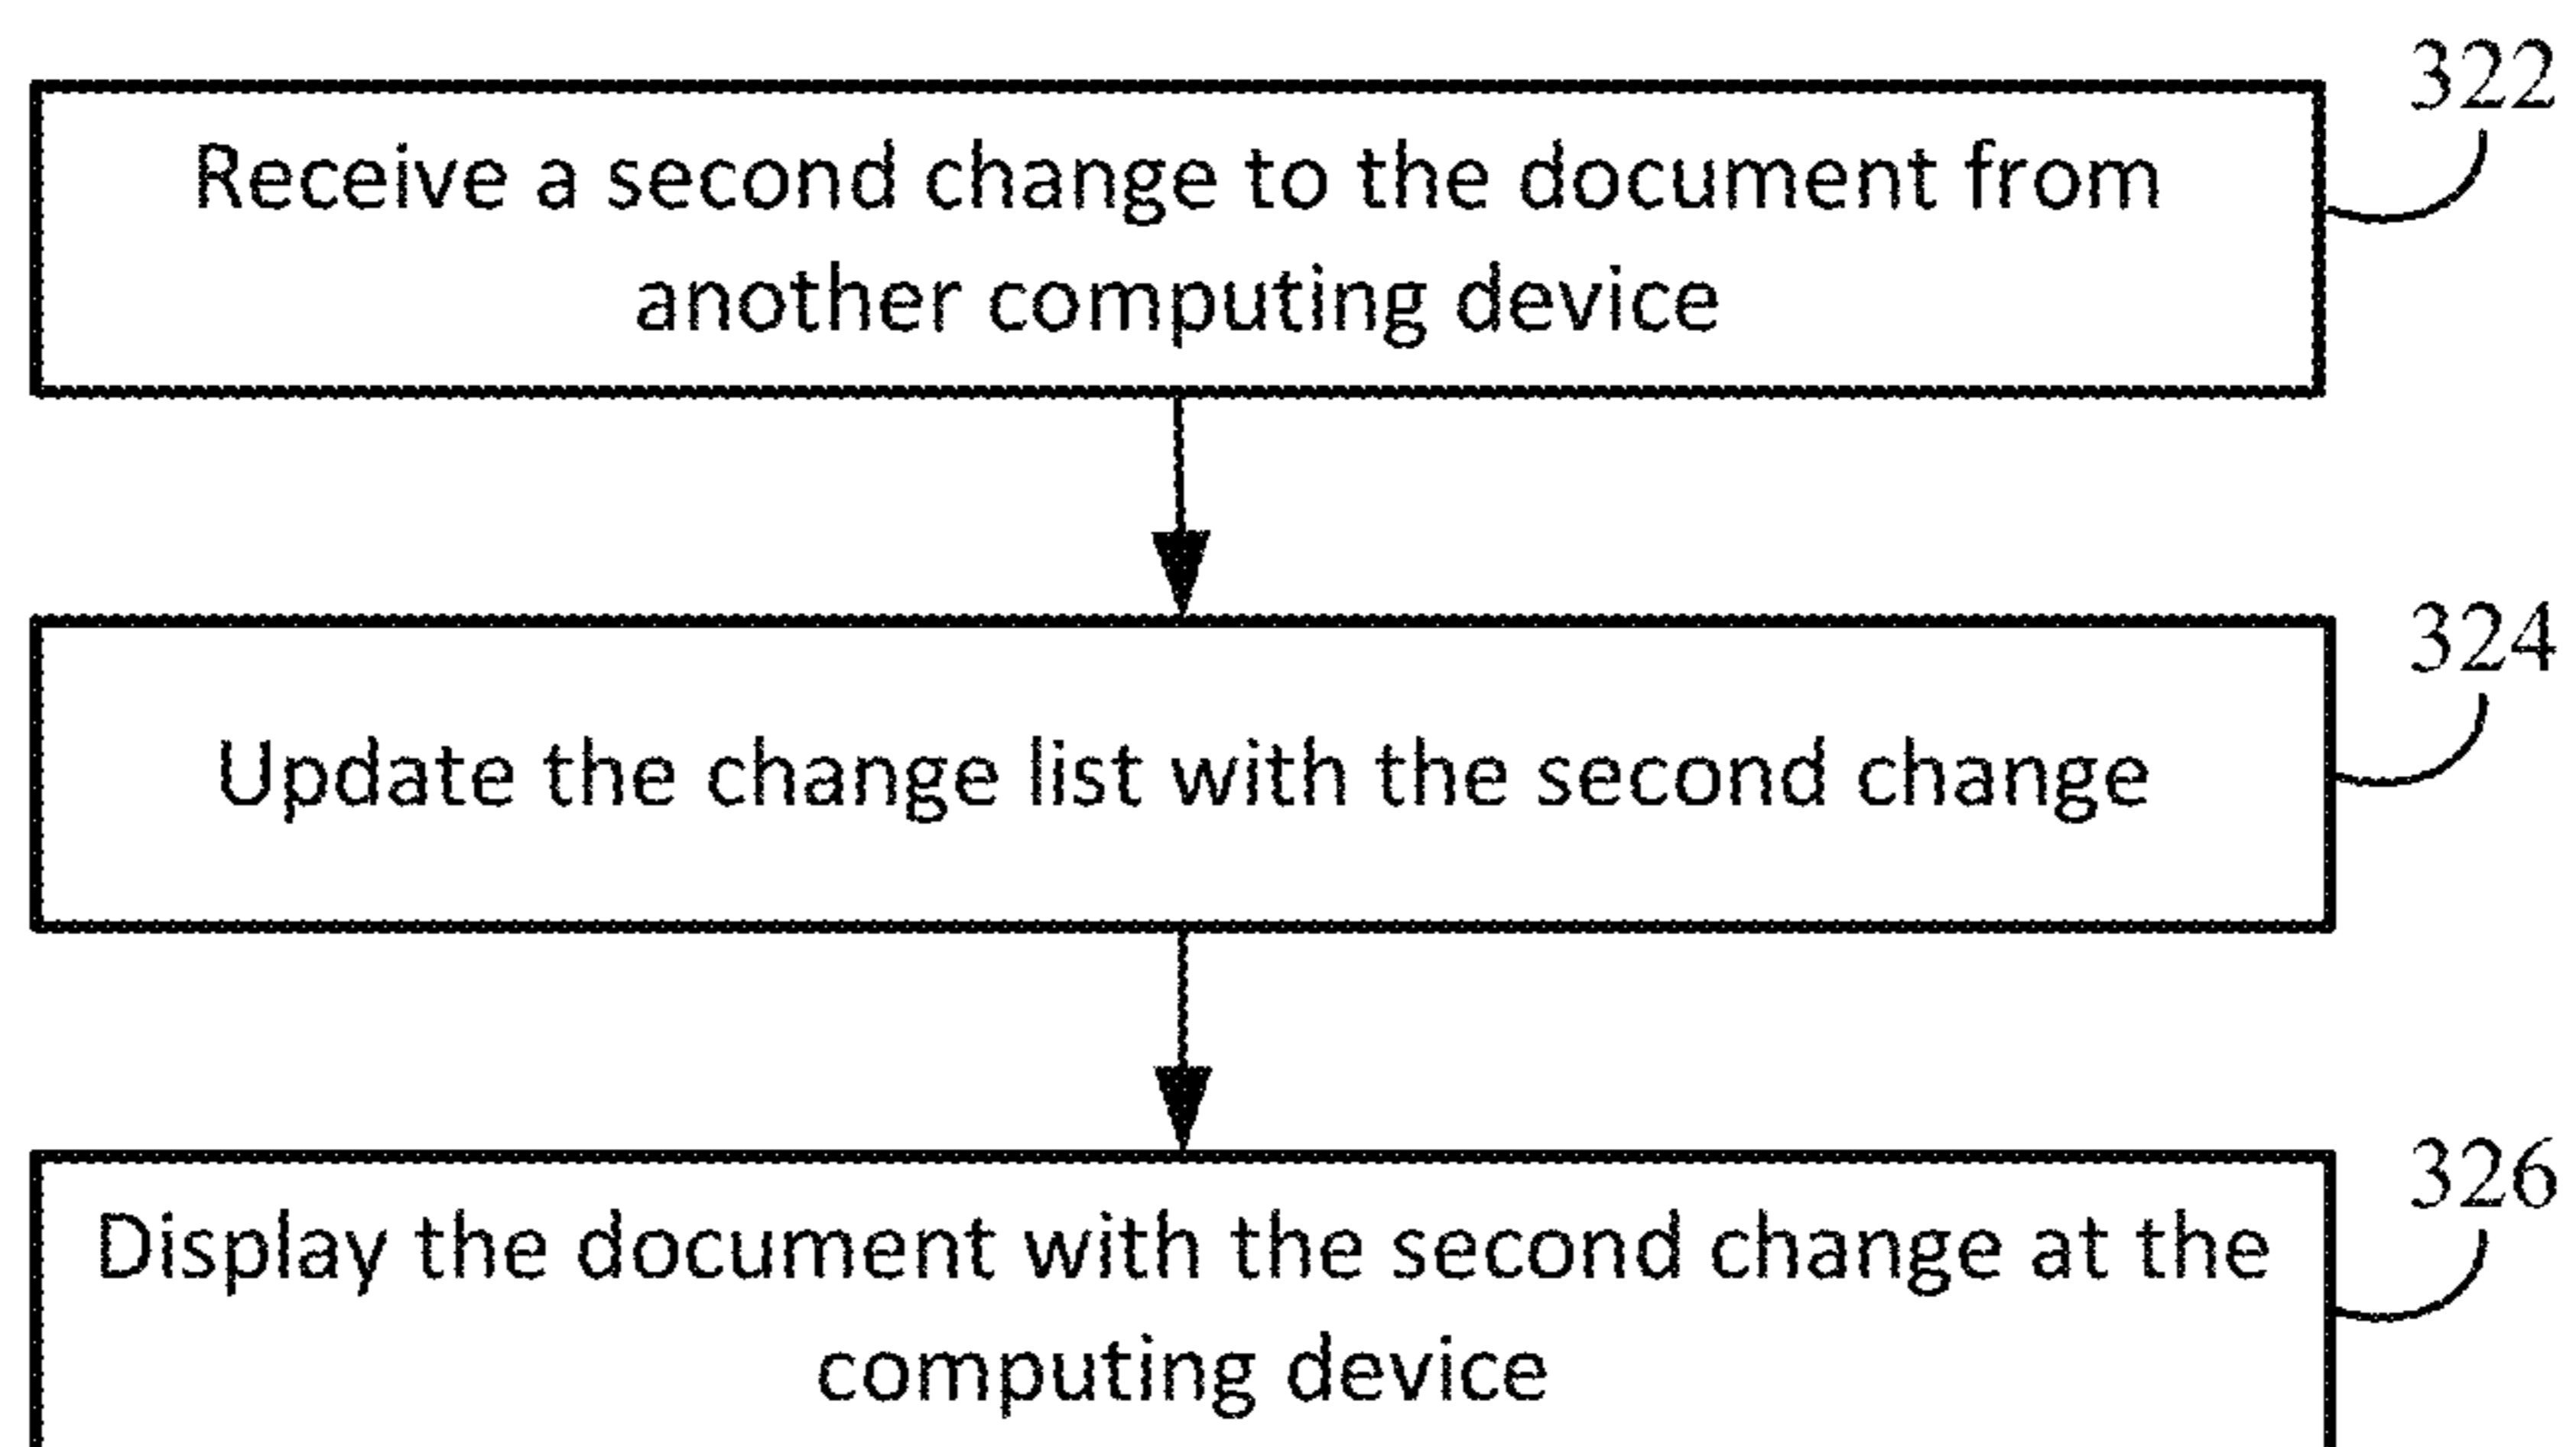 322
Receive a second change to the document from
another computing device
324
Update the change list with the second change
326
Display the document with the second change at the
computing device